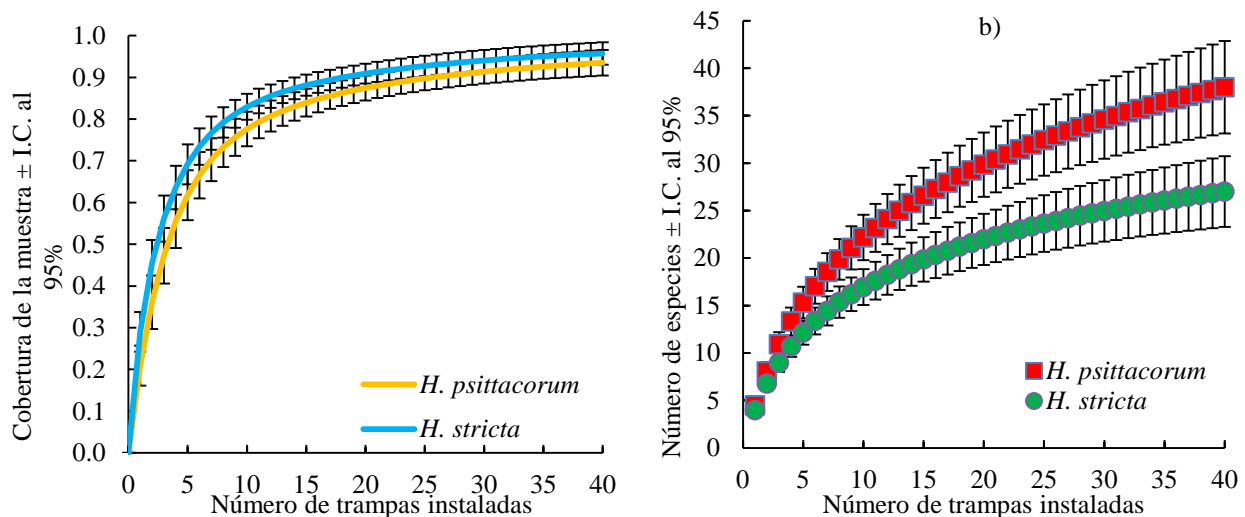 Cobertura de la muestra ± I.C. al
95%
1.0
0.9
0.8
0.7
0.6
0.5
0.4
0.3
0.2
0.1
0.0
H. psittacorum
H. stricta
0 5 10 15 20 25 30 35 40
Número de trampas instaladas
b)
Número de especies ± I.C. al 95%
45
40
35
30
25
20
15
10
5
0
H. psittacorum
H. stricta
0 5 10 15 20 25 30 35 40
Número de trampas instaladas